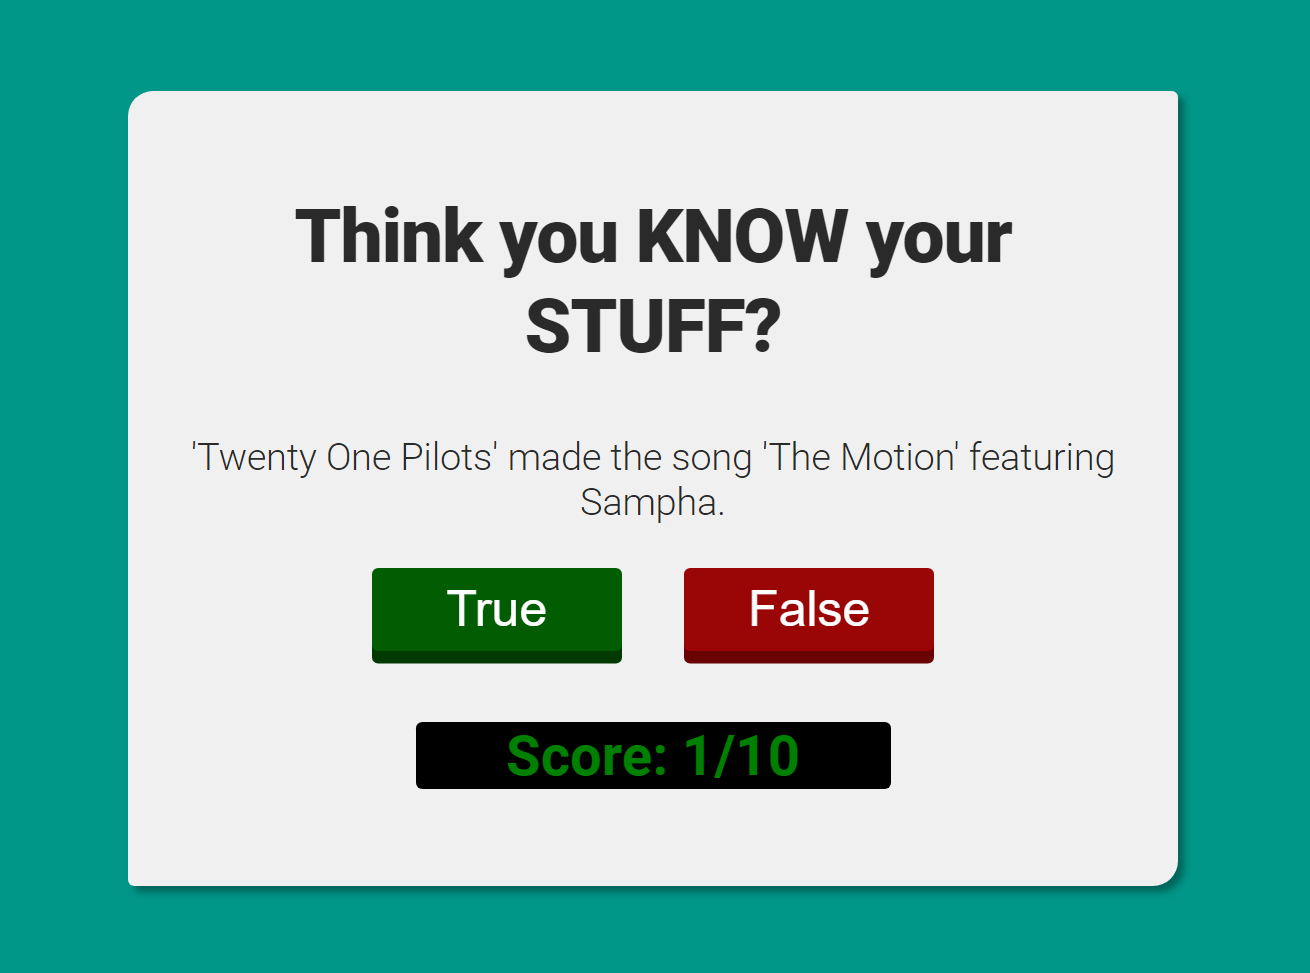 Think you KNOW your
STUFF?
'Twenty One Pilots' made the song 'The Motion' featuring
Sampha.
True False
Score: 1/10